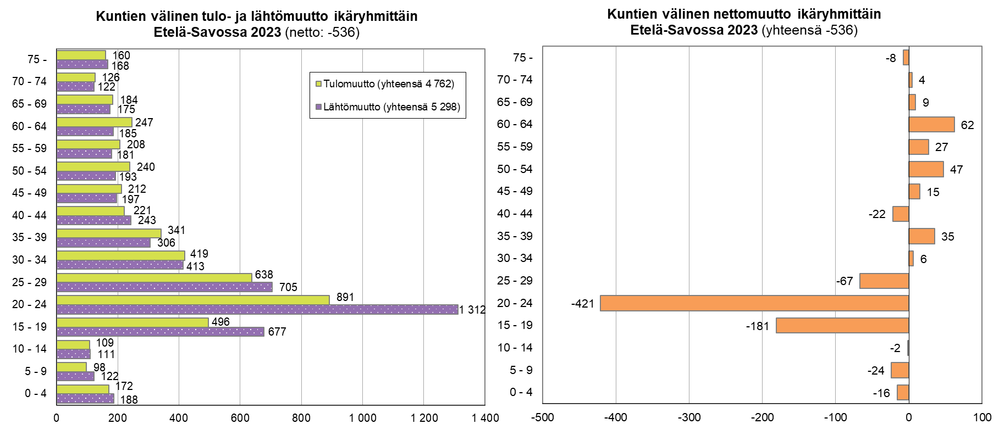 Kuntien välinen tulo- ja lähtömuutto ikäryhmittäin
Etelä-Savossa 2023 (netto: -536)
75 -
160
168
70 - 74
126
122
65 - 69
184
175
60 - 64
247
185
55 - 59
208
181
50 - 54
240
193
45 - 49
212
197
40 - 44
221
243
35 - 39
341
306
30 - 34
419
413
25 - 29
638
705
20 - 24
891
1 312
15 - 19
496
677
10 - 14
109
111
5 - 9
98
122
0 - 4
172
188
0 200 400 600 800 1 000 1 200 1 400
Tulomuutto (yhteensä 4 762)
Lähtömuutto (yhteensä 5 298)
Kuntien välinen nettomuutto ikäryhmittäin
Etelä-Savossa 2023 (yhteensä -536)
75 - -8
70 - 74 4
65 - 69 9
60 - 64 62
55 - 59 27
50 - 54 47
45 - 49 15
40 - 44 -22
35 - 39 35
30 - 34 6
25 - 29 -67
20 - 24 -421
15 - 19 -181
10 - 14 -2
5 - 9 -24
0 - 4 -16
-500 -400 -300 -200 -100 0 100